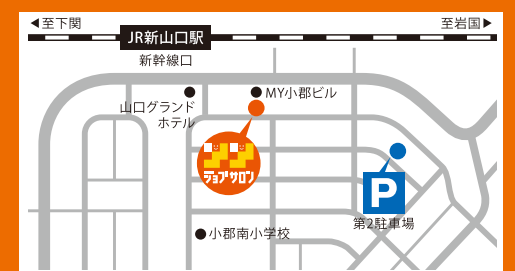 ◀至下関
至岩国▶
JR新山口駅
新幹線口
MY小郡ビル
山口グランド
ホテル
ジョブサロン
P
第2駐車場
小郡南小学校